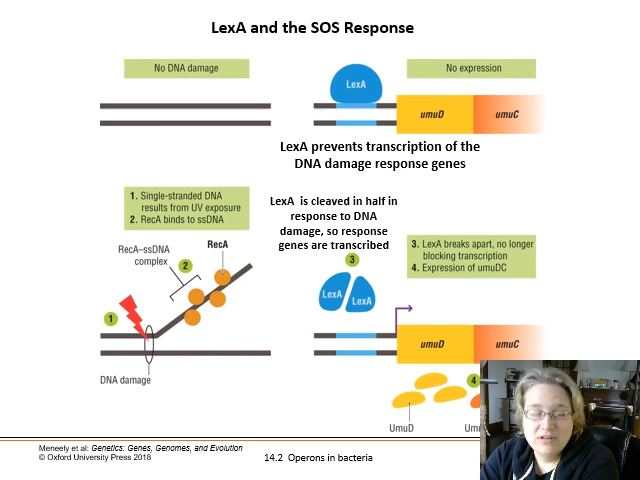 LexA and the SOS Response
No DNA damage
No expression
LexA
umuD
umuC
LexA prevents transcription of the
DNA damage response genes
1. Single-stranded DNA
results from UV exposure
2. RecA binds to ssDNA
LexA is cleaved in half in
response to DNA
damage, so response
genes are transcribed
RecA–ssDNA
complex
RecA
2
3
3. LexA breaks apart, no longer
blocking transcription
4. Expression of umuDC
LexA
LexA
1
umuD
umuC
DNA damage
4
UmuD
Meneely et al: Genetics: Genes, Genomes, and Evolution
© Oxford University Press 2018
14.2 Operons in bacteria